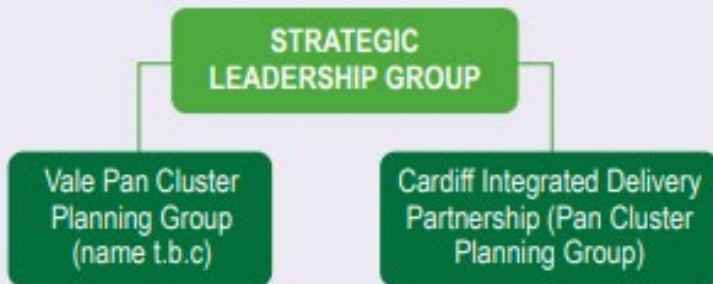 STRATEGIC
LEADERSHIP GROUP
Vale Pan Cluster
Planning Group
(name t.b.c)
Cardiff Integrated Delivery
Partnership (Pan Cluster
Planning Group)